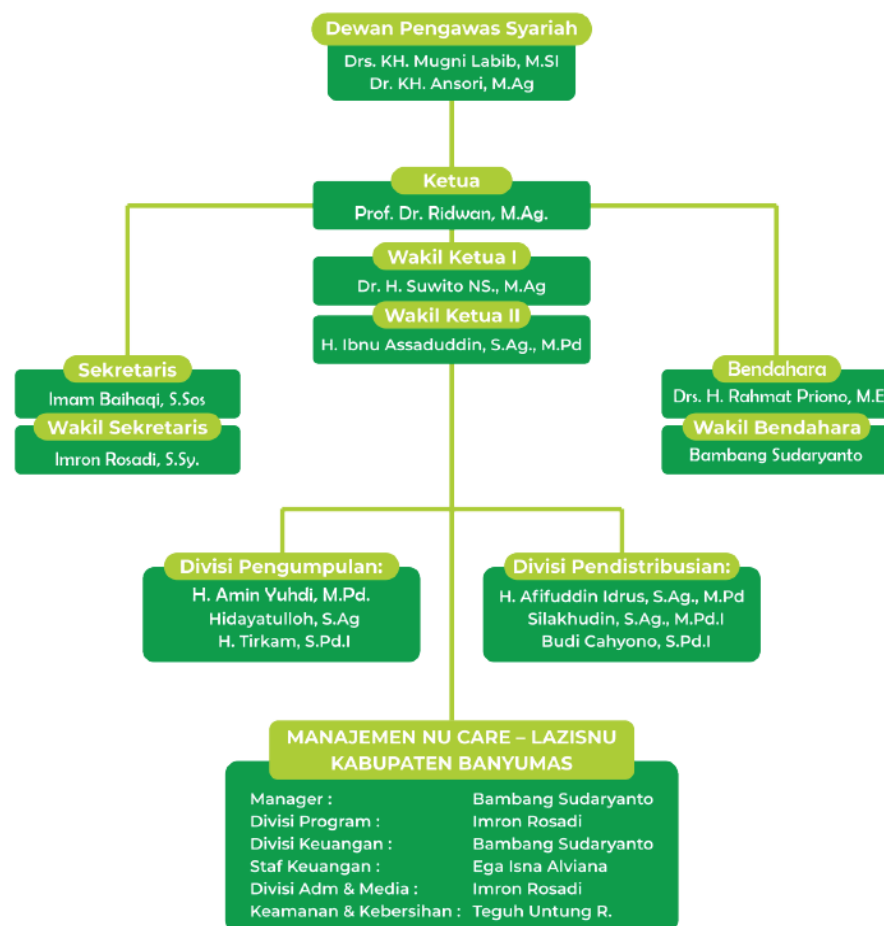 Dewan Pengawas Syariah
Drs. KH. Mugni Labib, M.SI
Dr. KH. Ansori, M.Ag
Ketua
Prof. Dr. Ridwan, M.Ag.
Wakil Ketua I
Dr. H. Suwito NS., M.Ag
Wakil Ketua II
H. Ibnu Assaduddin, S.Ag., M.Pd
Sekretaris
Imam Baihaqi, S.Sos
Wakil Sekretaris
Imron Rosadi, S.Sy.
Bendahara
Drs. H. Rahmat Priono, M.E
Wakil Bendahara
Bambang Sudaryanto
Divisi Pengumpulan:
H. Amin Yuhdi, M.Pd.
Hidayatulloh, S.Ag
H. Tirkam, S.Pd.I
Divisi Pendistribusian:
H. Afifuddin Idrus, S.Ag., M.Pd
Silakhudin, S.Ag., M.Pd.I
Budi Cahyono, S.Pd.I
MANAJEMEN NU CARE – LAZISNU
KABUPATEN BANYUMAS
Manager : Bambang Sudaryanto
Divisi Program : Imron Rosadi
Divisi Keuangan : Bambang Sudaryanto
Staf Keuangan : Ega Isna Alviana
Divisi Adm & Media : Imron Rosadi
Keamanan & Kebersihan : Teguh Untung R.